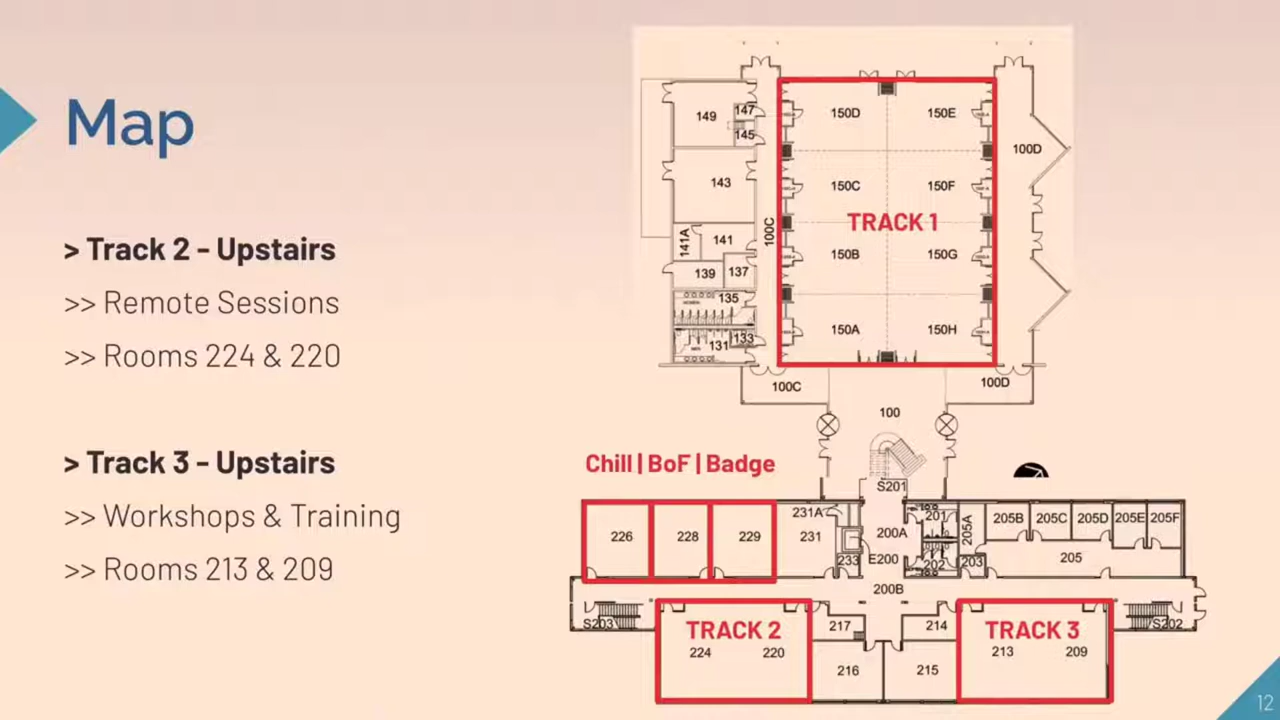 Map
> Track 2 - Upstairs
>> Remote Sessions
>> Rooms 224 & 220
> Track 3 - Upstairs
>> Workshops & Training
>> Rooms 213 & 209
149
147
145
143
141A
141
139
137
135
131
133
100C
150D
150E
150C
150F
TRACK 1
150B
150G
150A
150H
100D
100C
100D
100
Chill | BoF | Badge
S201
226
228
229
231A
231
233
200A
E200
201
202
203
205A
205B
205C
205D
205E
205F
205
200B
S203
S202
TRACK 2
224
220
217
216
214
215
TRACK 3
213
209
12